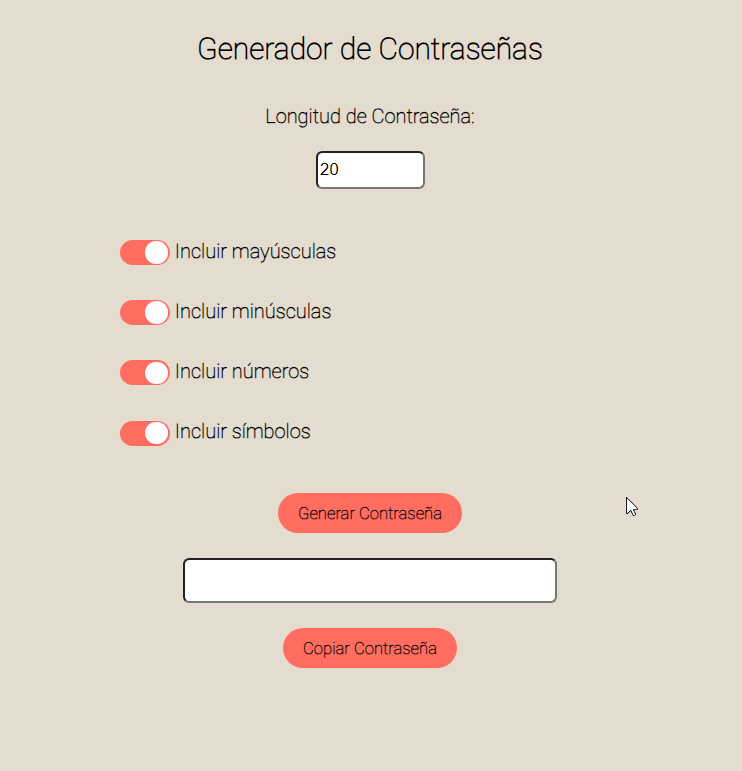 Generador de Contraseñas
Longitud de Contraseña:
20
Incluir mayúsculas
Incluir minúsculas
Incluir números
Incluir símbolos
Generar Contraseña
Copiar Contraseña